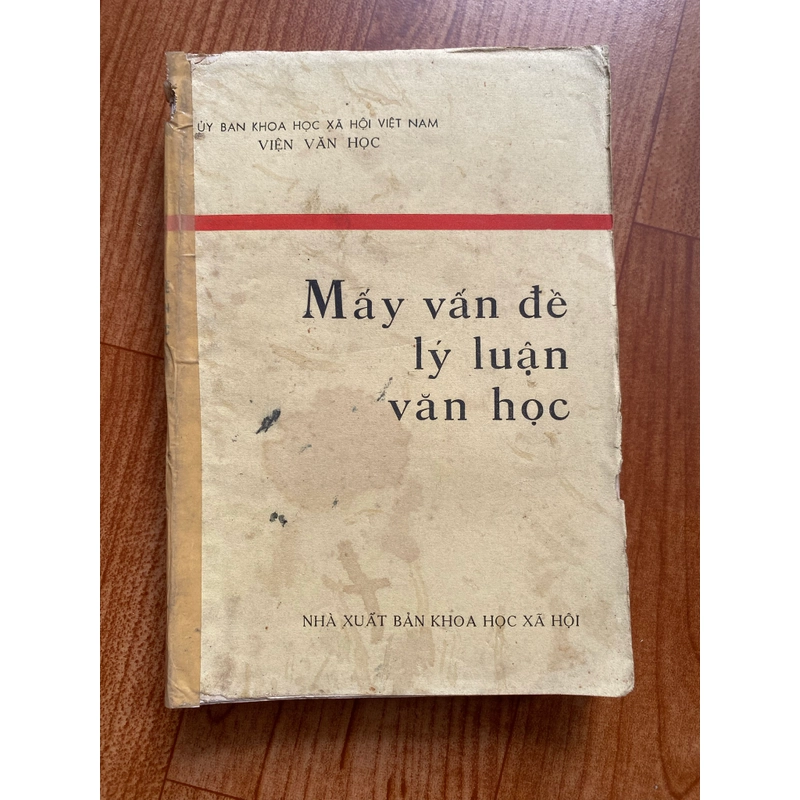 ỦY BAN KHOA HỌC XÃ HỘI VIỆT NAM
VIỆN VĂN HỌC
Mấy vấn đề
lý luận
văn học
NHÀ XUẤT BẢN KHOA HỌC XÃ HỘI